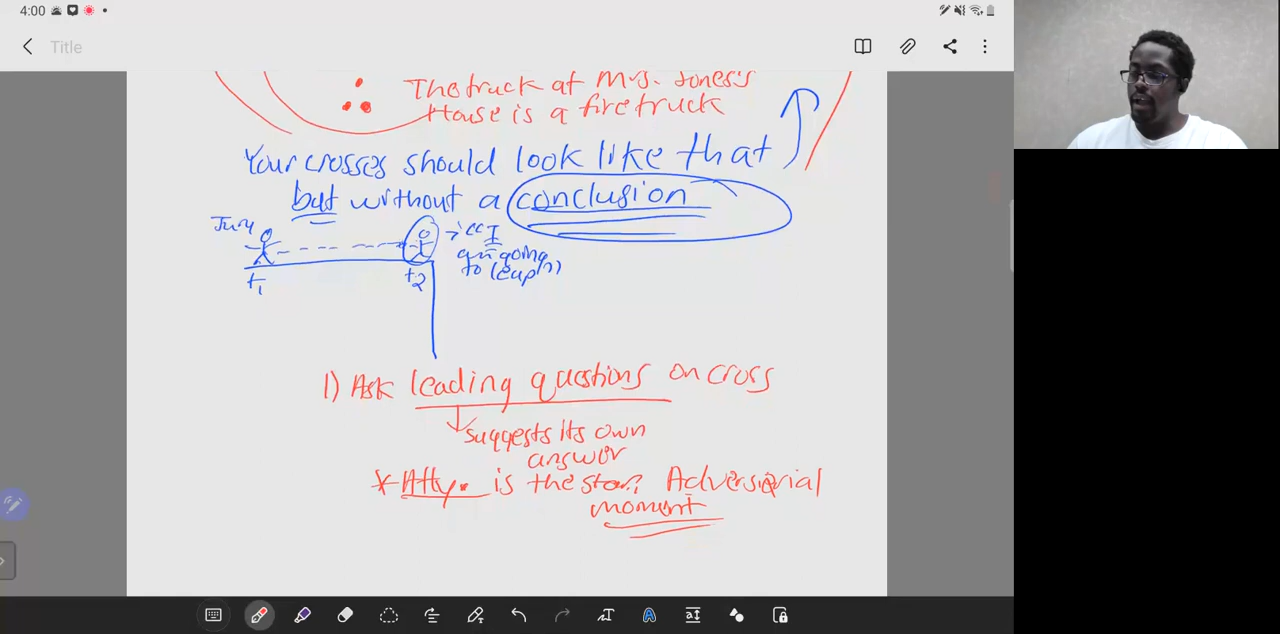 4:00
Title
The truck at Mrs. Jones's
House is a firetruck
Your crosses should look like that
but without a conclusion
Jury
"I
am going
to leap"
t1
t2
1) Ask leading questions on cross
suggests its own
answer
*Atty. is the star. Adversarial
moment